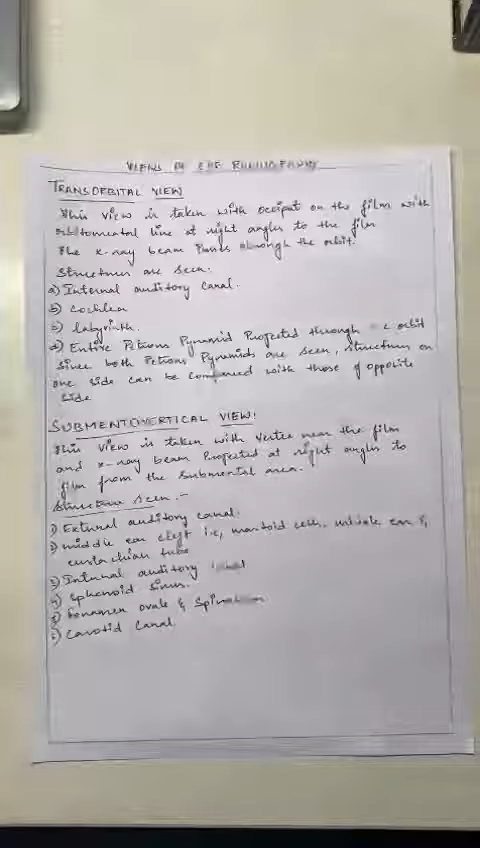 VIEWS OF EAR RADIOGRAPHY
TRANSORBITAL VIEW
This view is taken with occiput on the film with
orbitomeatal line at right angles to the film
The x-ray beam Passes through the orbit.
Structures are seen.
a) Internal auditory canal.
b) cochlea
c) labyrinth.
d) Entire Petrous Pyramid Projected through orbit
since both Petrous Pyramids are seen, structures on
one side can be compared with those of opposite
side
SUBMENTOVERTICAL VIEW:
This view is taken with vertex near the film
and x-ray beam Projected at right angles to
film from the submental area.
Structures seen:-
1) External auditory canal.
2) middle ear cleft i.e, mastoid cells, middle ear &
eustachian tube
3) Internal auditory canal
4) Sphenoid sinus.
5) Foramen ovale &
6) Carotid canal